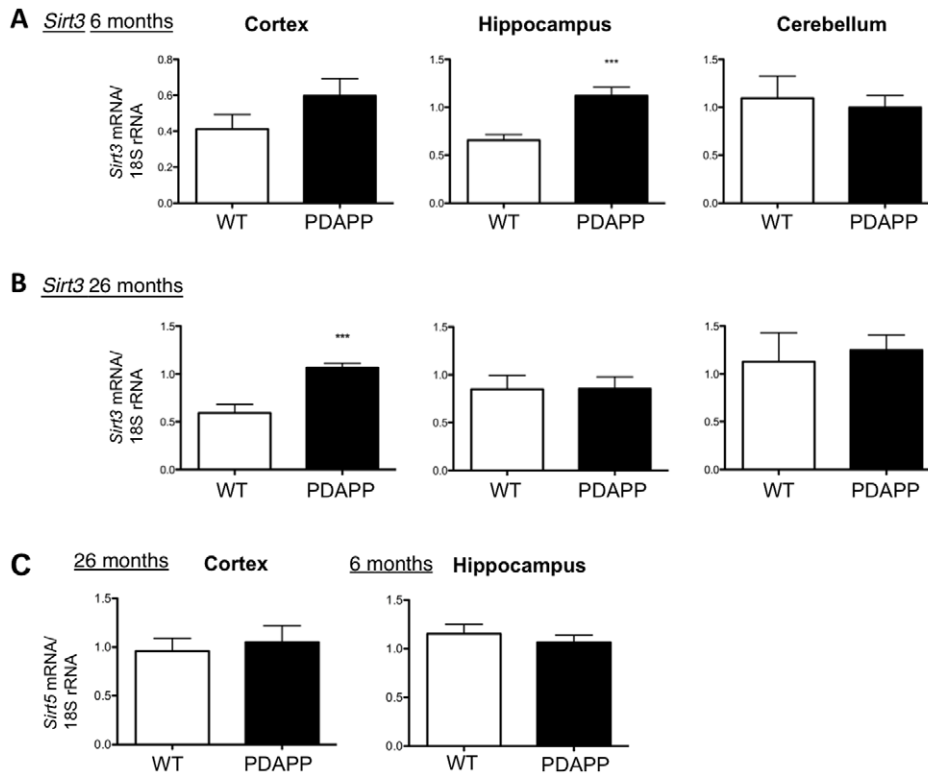 A Sirt3 6 months
Cortex
Hippocampus
Cerebellum
Sirt3 mRNA/
18S rRNA
0.8
0.6
0.4
0.2
0.0
WT PDAPP
***
1.5
1.0
0.5
0.0
WT PDAPP
1.5
1.0
0.5
0.0
WT PDAPP
B Sirt3 26 months
Sirt3 mRNA/
18S rRNA
***
1.5
1.0
0.5
0.0
WT PDAPP
1.5
1.0
0.5
0.0
WT PDAPP
1.5
1.0
0.5
0.0
WT PDAPP
C
26 months Cortex
6 months Hippocampus
Sirt5 mRNA/
18S rRNA
1.5
1.0
0.5
0.0
WT PDAPP
1.5
1.0
0.5
0.0
WT PDAPP